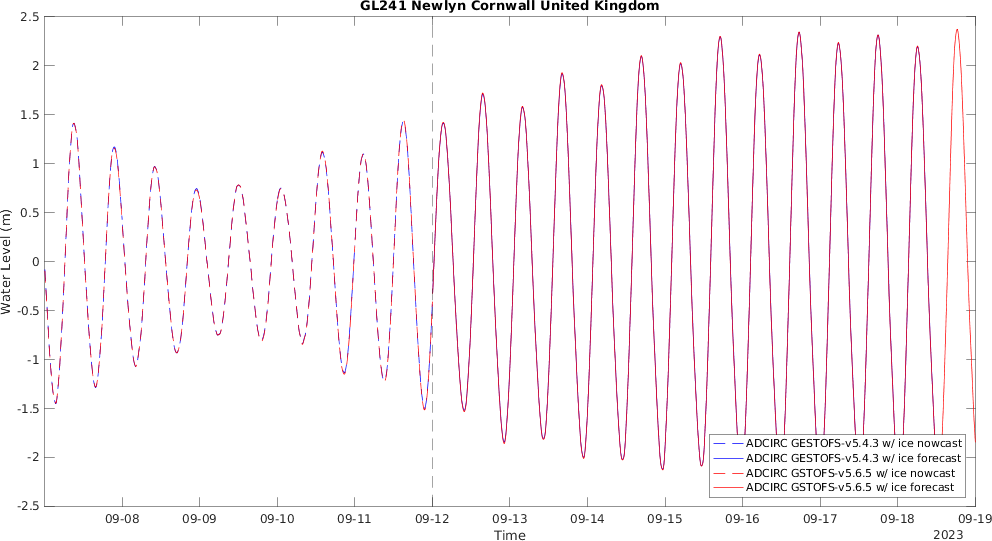 GL241 Newlyn Cornwall United Kingdom
2.5
2
1.5
1
0.5
0
-0.5
-1
-1.5
-2
-2.5
Water Level (m)
ADCIRC GESTOFS-v5.4.3 w/ ice nowcast
ADCIRC GESTOFS-v5.4.3 w/ ice forecast
ADCIRC GSTOFS-v5.6.5 w/ ice nowcast
ADCIRC GSTOFS-v5.6.5 w/ ice forecast
09-08 09-09 09-10 09-11 09-12 09-13 09-14 09-15 09-16 09-17 09-18 09-19
Time
2023